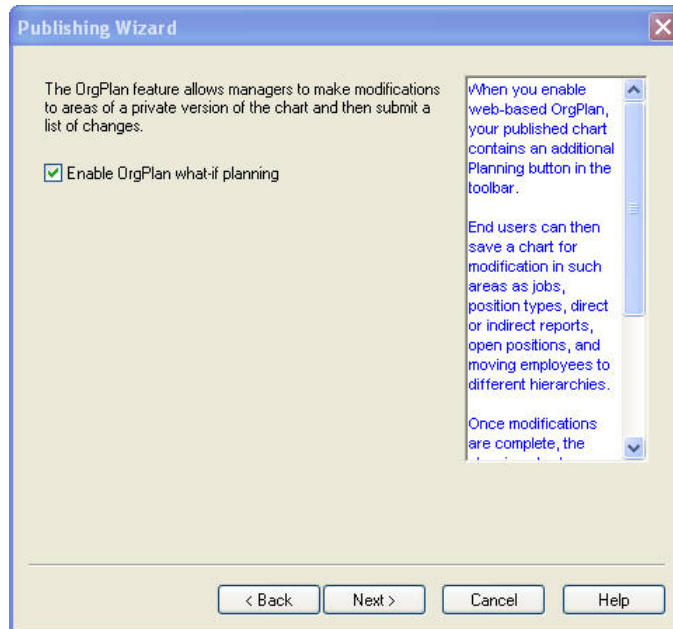 Publishing Wizard
The OrgPlan feature allows managers to make modifications
to areas of a private version of the chart and then submit a
list of changes.
Enable OrgPlan what-if planning
When you enable
web-based OrgPlan,
your published chart
contains an additional
Planning button in the
toolbar.
End users can then
save a chart for
modification in such
areas as jobs,
position types, direct
or indirect reports,
open positions, and
moving employees to
different hierarchies.
Once modifications
are complete, the
< Back
Next >
Cancel
Help